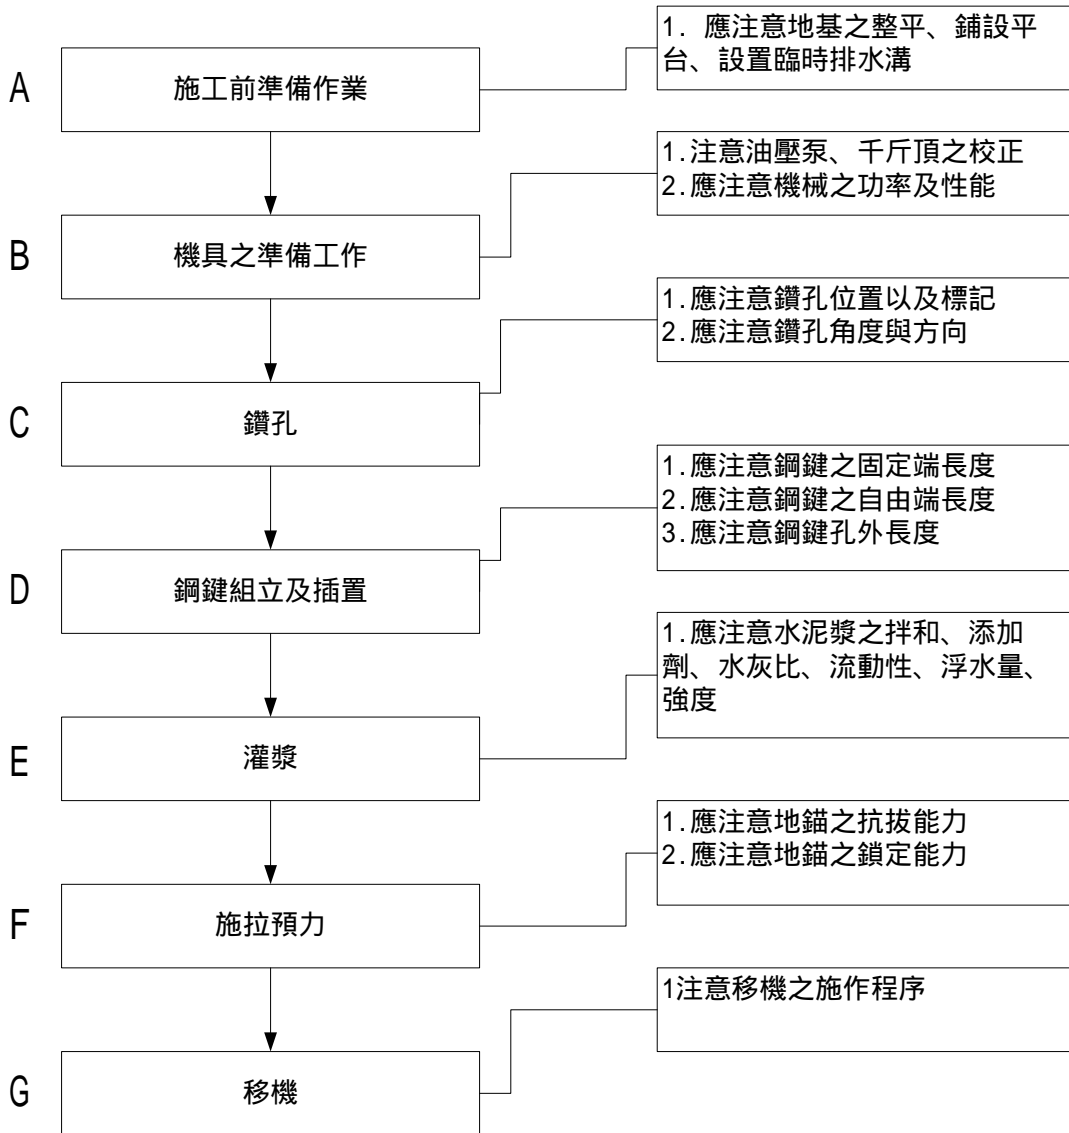 A
施工前準備作業
1. 應注意地基之整平、鋪設平
台、設置臨時排水溝
B
機具之準備工作
1.注意油壓泵、千斤頂之校正
2.應注意機械之功率及性能
C
鑽孔
1.應注意鑽孔位置以及標記
2.應注意鑽孔角度與方向
D
鋼鍵組立及插置
1.應注意鋼鍵之固定端長度
2.應注意鋼鍵之自由端長度
3.應注意鋼鍵孔外長度
E
灌漿
1.應注意水泥漿之拌和、添加
劑、水灰比、流動性、浮水量、
強度
F
施拉預力
1.應注意地錨之抗拔能力
2.應注意地錨之鎖定能力
G
移機
1注意移機之施作程序